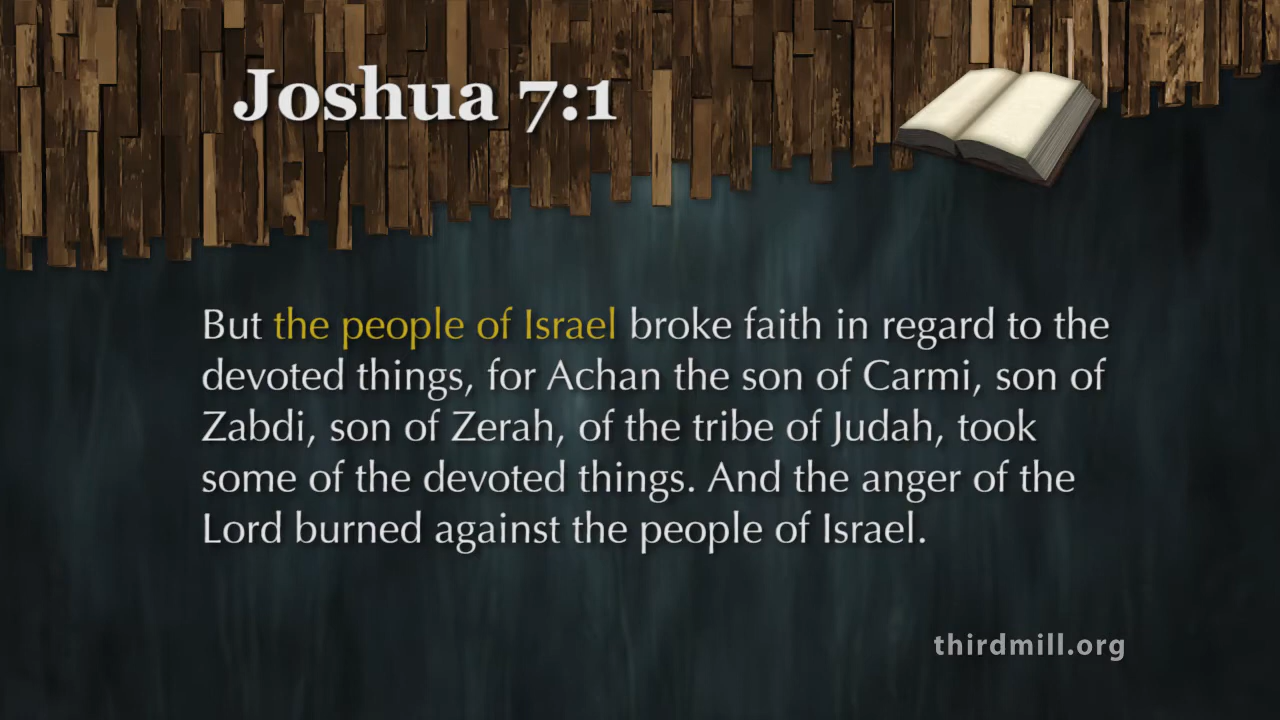 Joshua 7:1
But the people of Israel broke faith in regard to the
devoted things, for Achan the son of Carmi, son of
Zabdi, son of Zerah, of the tribe of Judah, took
some of the devoted things. And the anger of the
Lord burned against the people of Israel.
thirdmill.org